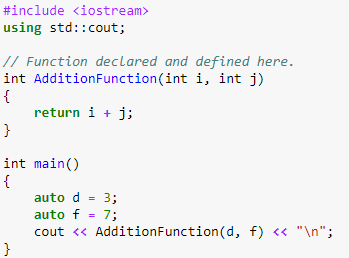 #include <iostream>
using std::cout;
// Function declared and defined here.
int AdditionFunction(int i, int j)
{
return i + j;
}
int main()
{
auto d = 3;
auto f = 7;
cout << AdditionFunction(d, f) << "\n";
}